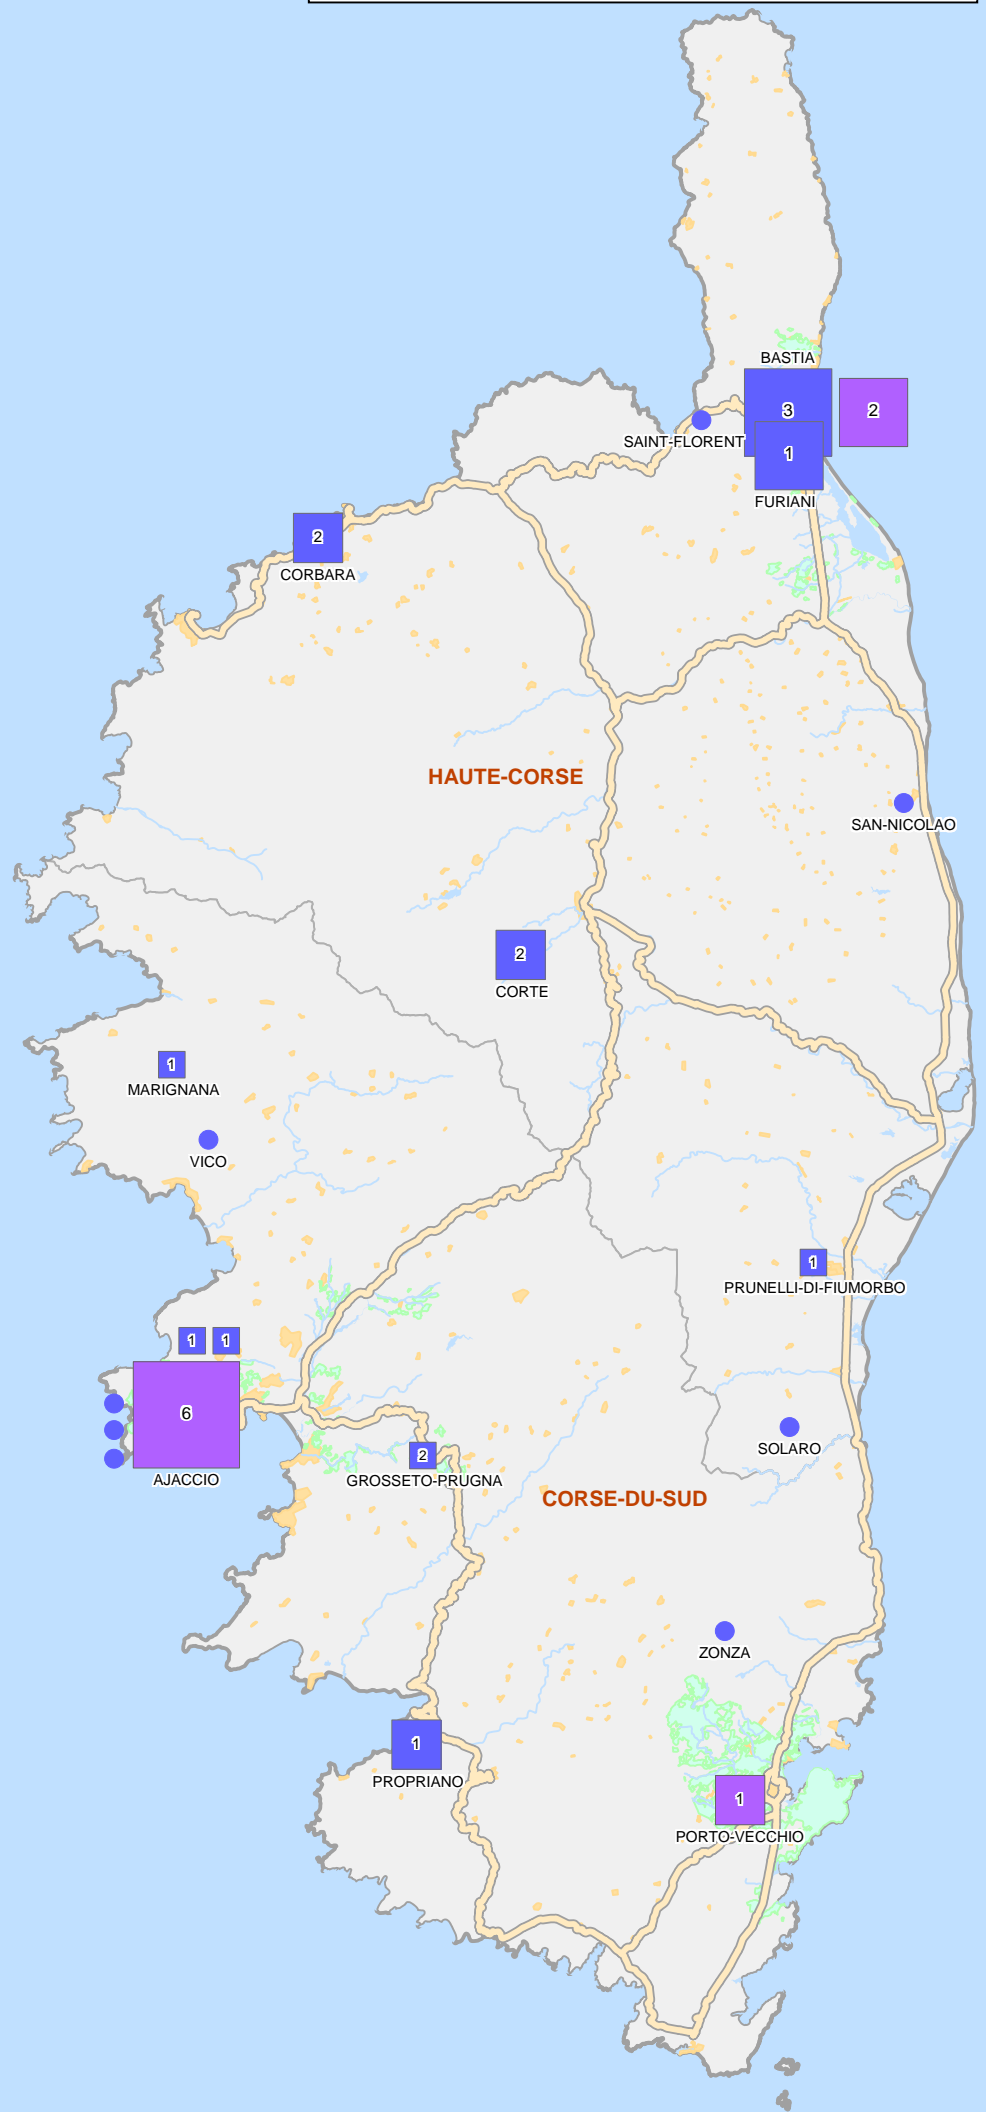 BASTIA
3
2
SAINT-FLORENT
1
FURIANI
2
CORBARA
HAUTE-CORSE
SAN-NICOLAO
2
CORTE
1
MARIGNANA
VICO
1
PRUNELLI-DI-FIUMORBO
1 1
6
AJACCIO
SOLARO
2
GROSSETO-PRUGNA
CORSE-DU-SUD
ZONZA
1
PROPRIANO
1
PORTO-VECCHIO